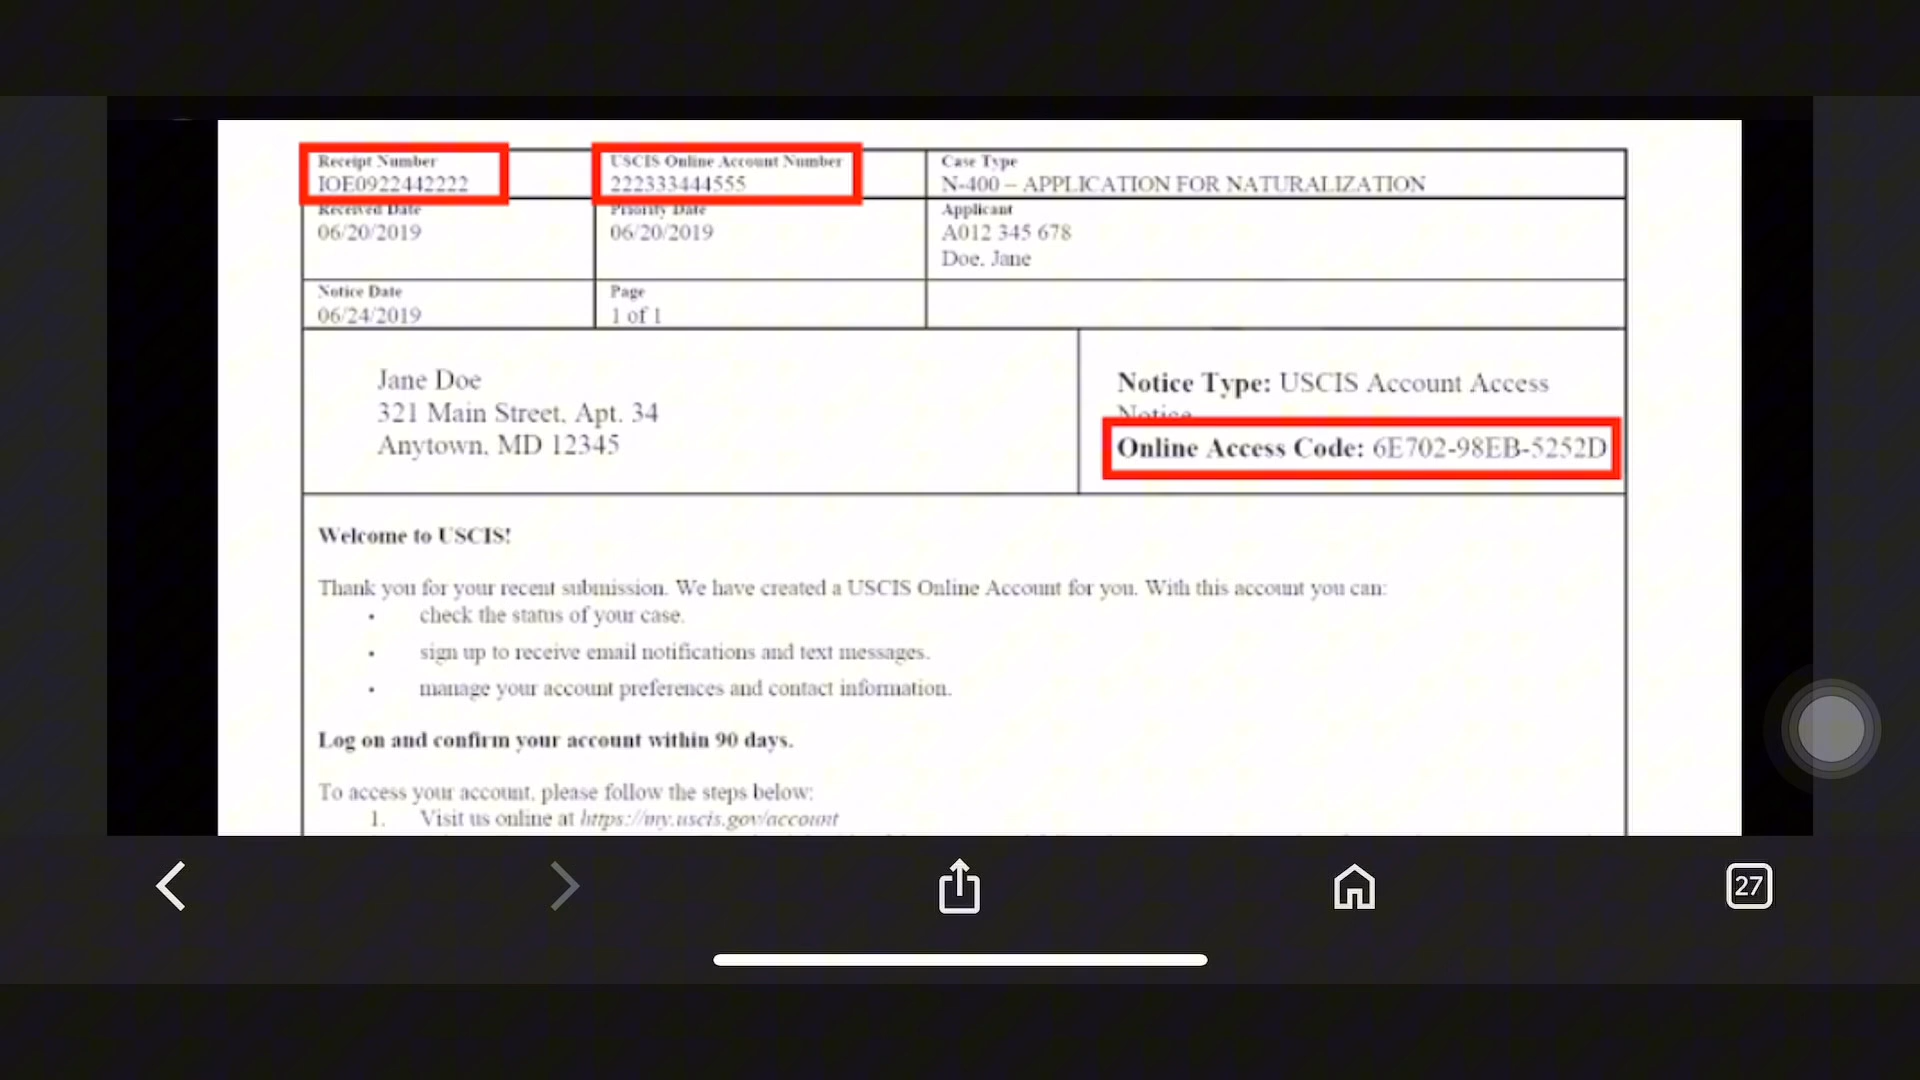 Receipt Number
IOE0922442222
USCIS Online Account Number
222333444555
Case Type
N-400 – APPLICATION FOR NATURALIZATION
Received Date
06/20/2019
Priority Date
06/20/2019
Applicant
A012 345 678
Doe, Jane
Notice Date
06/24/2019
Page
1 of 1
Jane Doe
321 Main Street, Apt. 34
Anytown, MD 12345
Notice Type: USCIS Account Access
Notice
Online Access Code: 6E702-98EB-5252D
Welcome to USCIS!
Thank you for your recent submission. We have created a USCIS Online Account for you. With this account you can:
• check the status of your case.
• sign up to receive email notifications and text messages.
• manage your account preferences and contact information.
Log on and confirm your account within 90 days.
To access your account, please follow the steps below:
1. Visit us online at https://my.uscis.gov/account
27